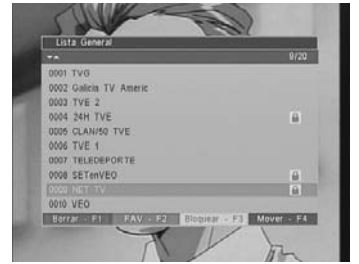 Lista General
9/20
0001 TVG
0002 Galicia TV Americ
0003 TVE 2
0004 24H TVE
0005 CLAN/50 TVE
0006 TVE 1
0007 TELEDEPORTE
0008 SETenVEO
0009 NET TV
0010 VEO
Borrar - F1 FAV - F2 Bloquear - F3 Mover - F4